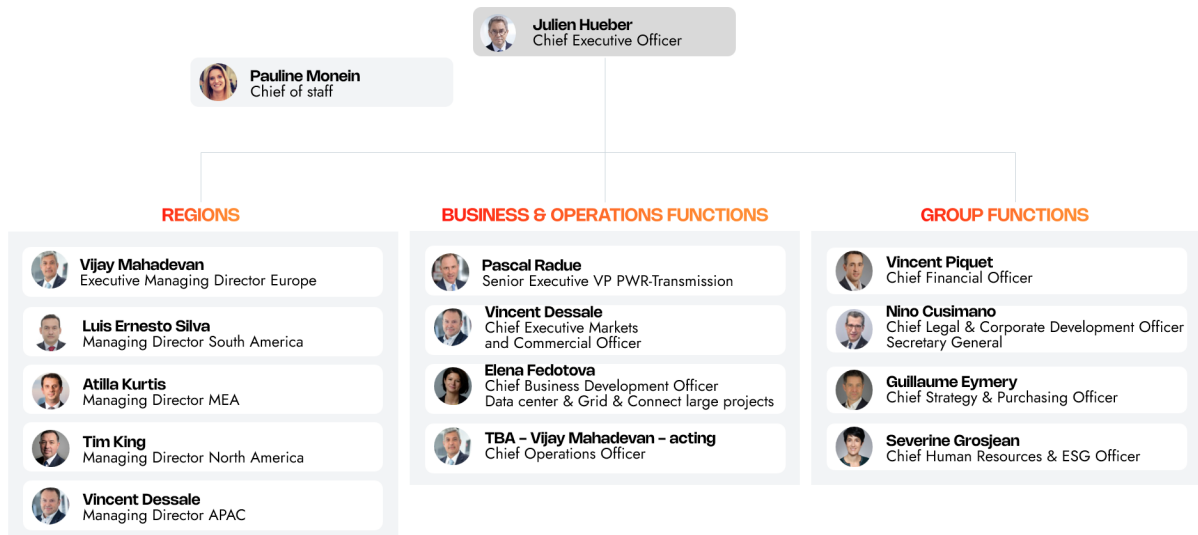 Julien Hueber
Chief Executive Officer
Pauline Monein
Chief of staff
REGIONS
Vijay Mahadevan
Executive Managing Director Europe
Luis Ernesto Silva
Managing Director South America
Atilla Kurtis
Managing Director MEA
Tim King
Managing Director North America
Vincent Dessale
Managing Director APAC
BUSINESS & OPERATIONS FUNCTIONS
Pascal Radue
Senior Executive VP PWR-Transmission
Vincent Dessale
Chief Executive Markets
and Commercial Officer
Elena Fedotova
Chief Business Development Officer
Data center & Grid & Connect large projects
TBA – Vijay Mahadevan – acting
Chief Operations Officer
GROUP FUNCTIONS
Vincent Piquet
Chief Financial Officer
Nino Cusimano
Chief Legal & Corporate Development Officer
Secretary General
Guillaume Eymery
Chief Strategy & Purchasing Officer
Severine Grosjean
Chief Human Resources & ESG Officer